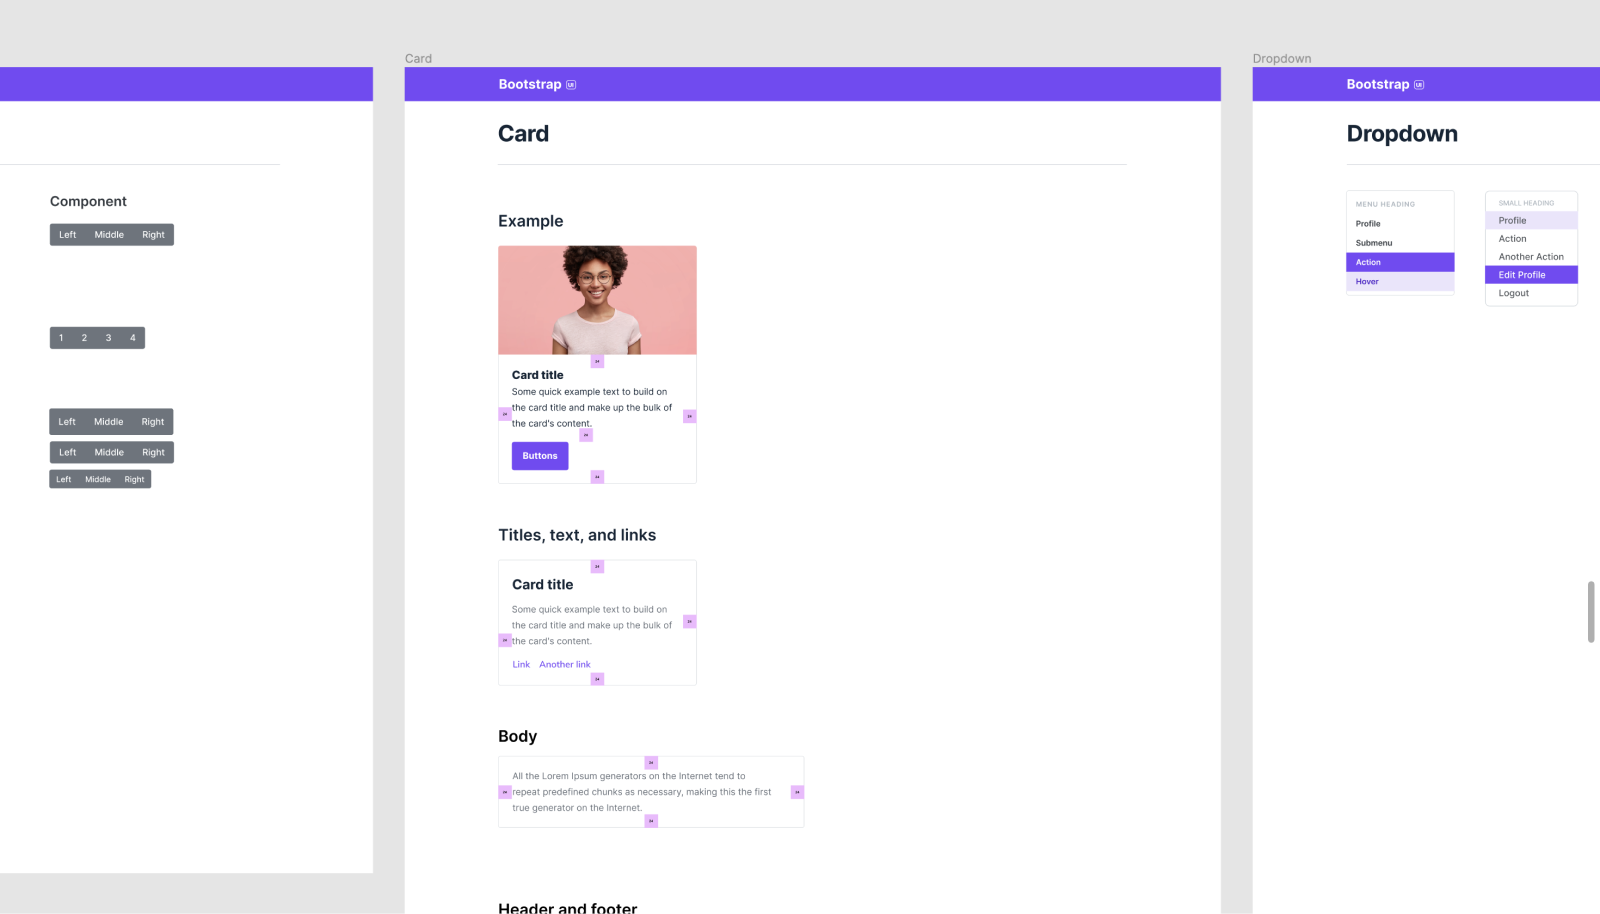 Component
Left Middle Right
1 2 3 4
Left Middle Right
Left Middle Right
Left Middle Right
Card
Bootstrap UI
Card
Example
Card title
Some quick example text to build on
the card title and make up the bulk of
the card's content.
Buttons
Titles, text, and links
Card title
Some quick example text to build on
the card title and make up the bulk of
the card's content.
Link Another link
Body
All the Lorem Ipsum generators on the Internet tend to
repeat predefined chunks as necessary, making this the first
true generator on the Internet.
Header and footer
Dropdown
Bootstrap UI
Dropdown
MENU HEADING
Profile
Submenu
Action
Hover
SMALL HEADING
Profile
Action
Another Action
Edit Profile
Logout